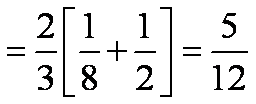 = 2/3 [ 1/8 + 1/2 ] = 5/12